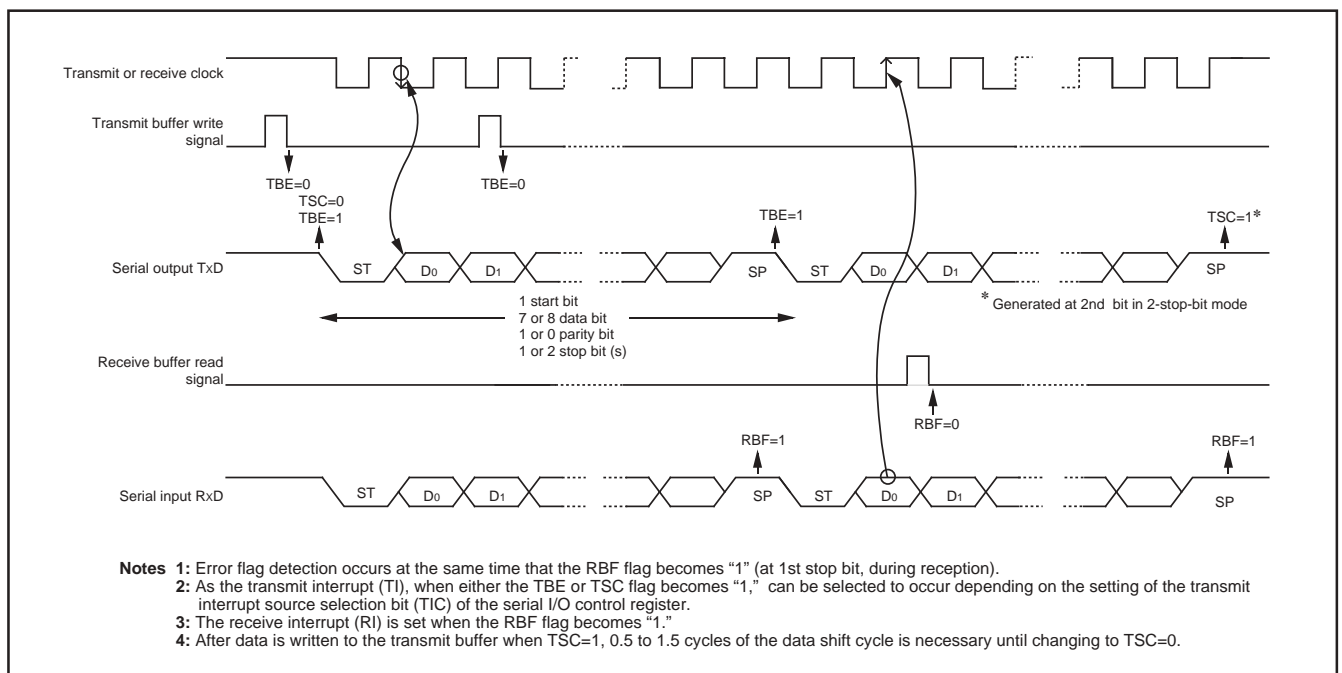 Transmit or receive clock
Transmit buffer write
signal
TBE=0
TSC=0
TBE=1
TBE=0
TBE=1
TSC=1*
Serial output TxD
ST
D0
D1
SP
ST
D0
D1
SP
* Generated at 2nd bit in 2-stop-bit mode
1 start bit
7 or 8 data bit
1 or 0 parity bit
1 or 2 stop bit (s)
Receive buffer read
signal
RBF=0
RBF=1
RBF=1
Serial input RxD
ST
D0
D1
SP
ST
D0
D1
SP
Notes 1: Error flag detection occurs at the same time that the RBF flag becomes “1” (at 1st stop bit, during reception).
2: As the transmit interrupt (TI), when either the TBE or TSC flag becomes “1,” can be selected to occur depending on the setting of the transmit
interrupt source selection bit (TIC) of the serial I/O control register.
3: The receive interrupt (RI) is set when the RBF flag becomes “1.”
4: After data is written to the transmit buffer when TSC=1, 0.5 to 1.5 cycles of the data shift cycle is necessary until changing to TSC=0.